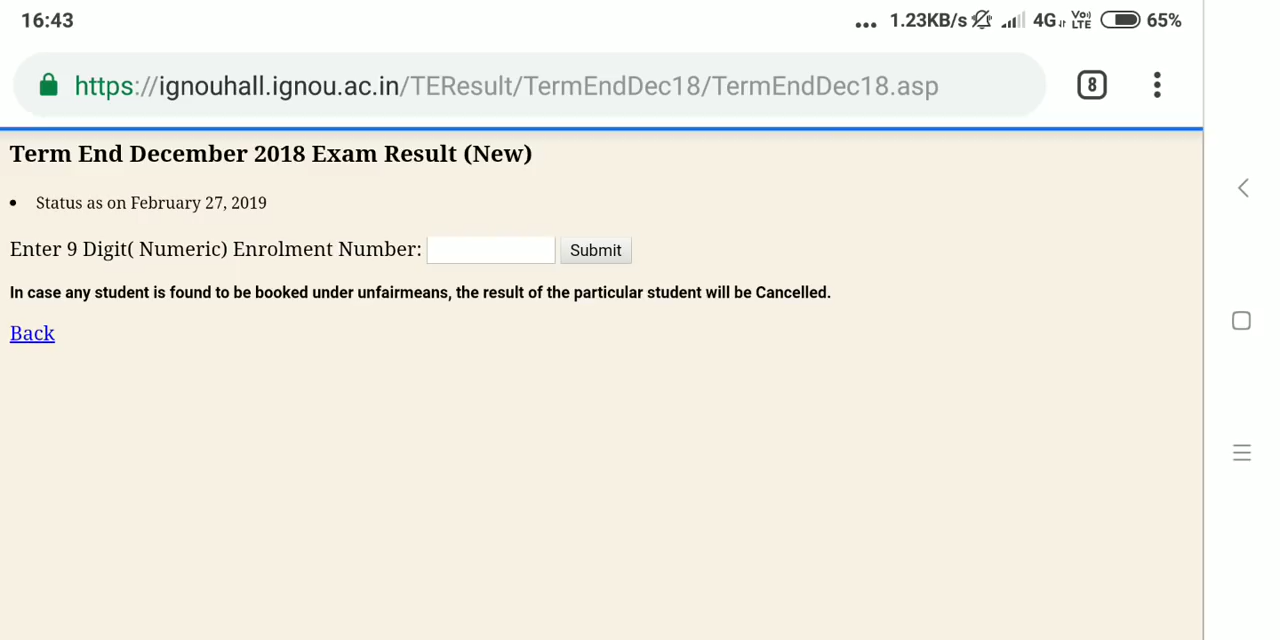 16:43 ... 1.23KB/s 4G Vo) LTE 65%
https://ignouhall.ignou.ac.in/TEResult/TermEndDec18/TermEndDec18.asp 8
Term End December 2018 Exam Result (New)
• Status as on February 27, 2019
Enter 9 Digit( Numeric) Enrolment Number: Submit
In case any student is found to be booked under unfairmeans, the result of the particular student will be Cancelled.
Back